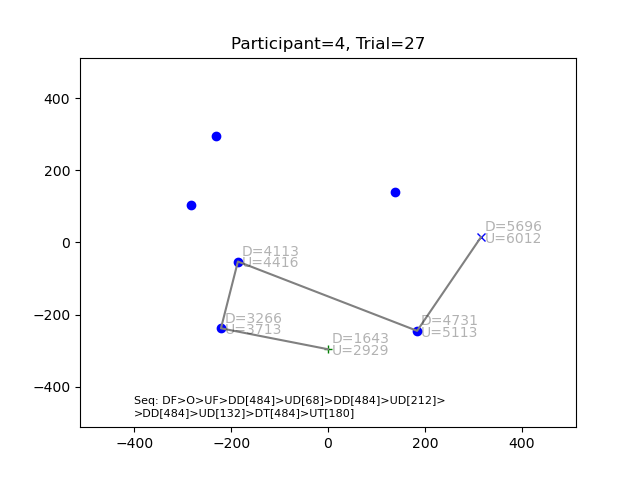 Participant=4, Trial=27
400
200
0
−200
−400
D=5696
U=6012
D=4113
U=4416
D=3266
U=3713
D=4731
U=5113
D=1643
U=2929
Seq: DF>O>UF>DD[484]>UD[68]>DD[484]>UD[212]>
>DD[484]>UD[132]>DT[484]>UT[180]
−400 −200 0 200 400